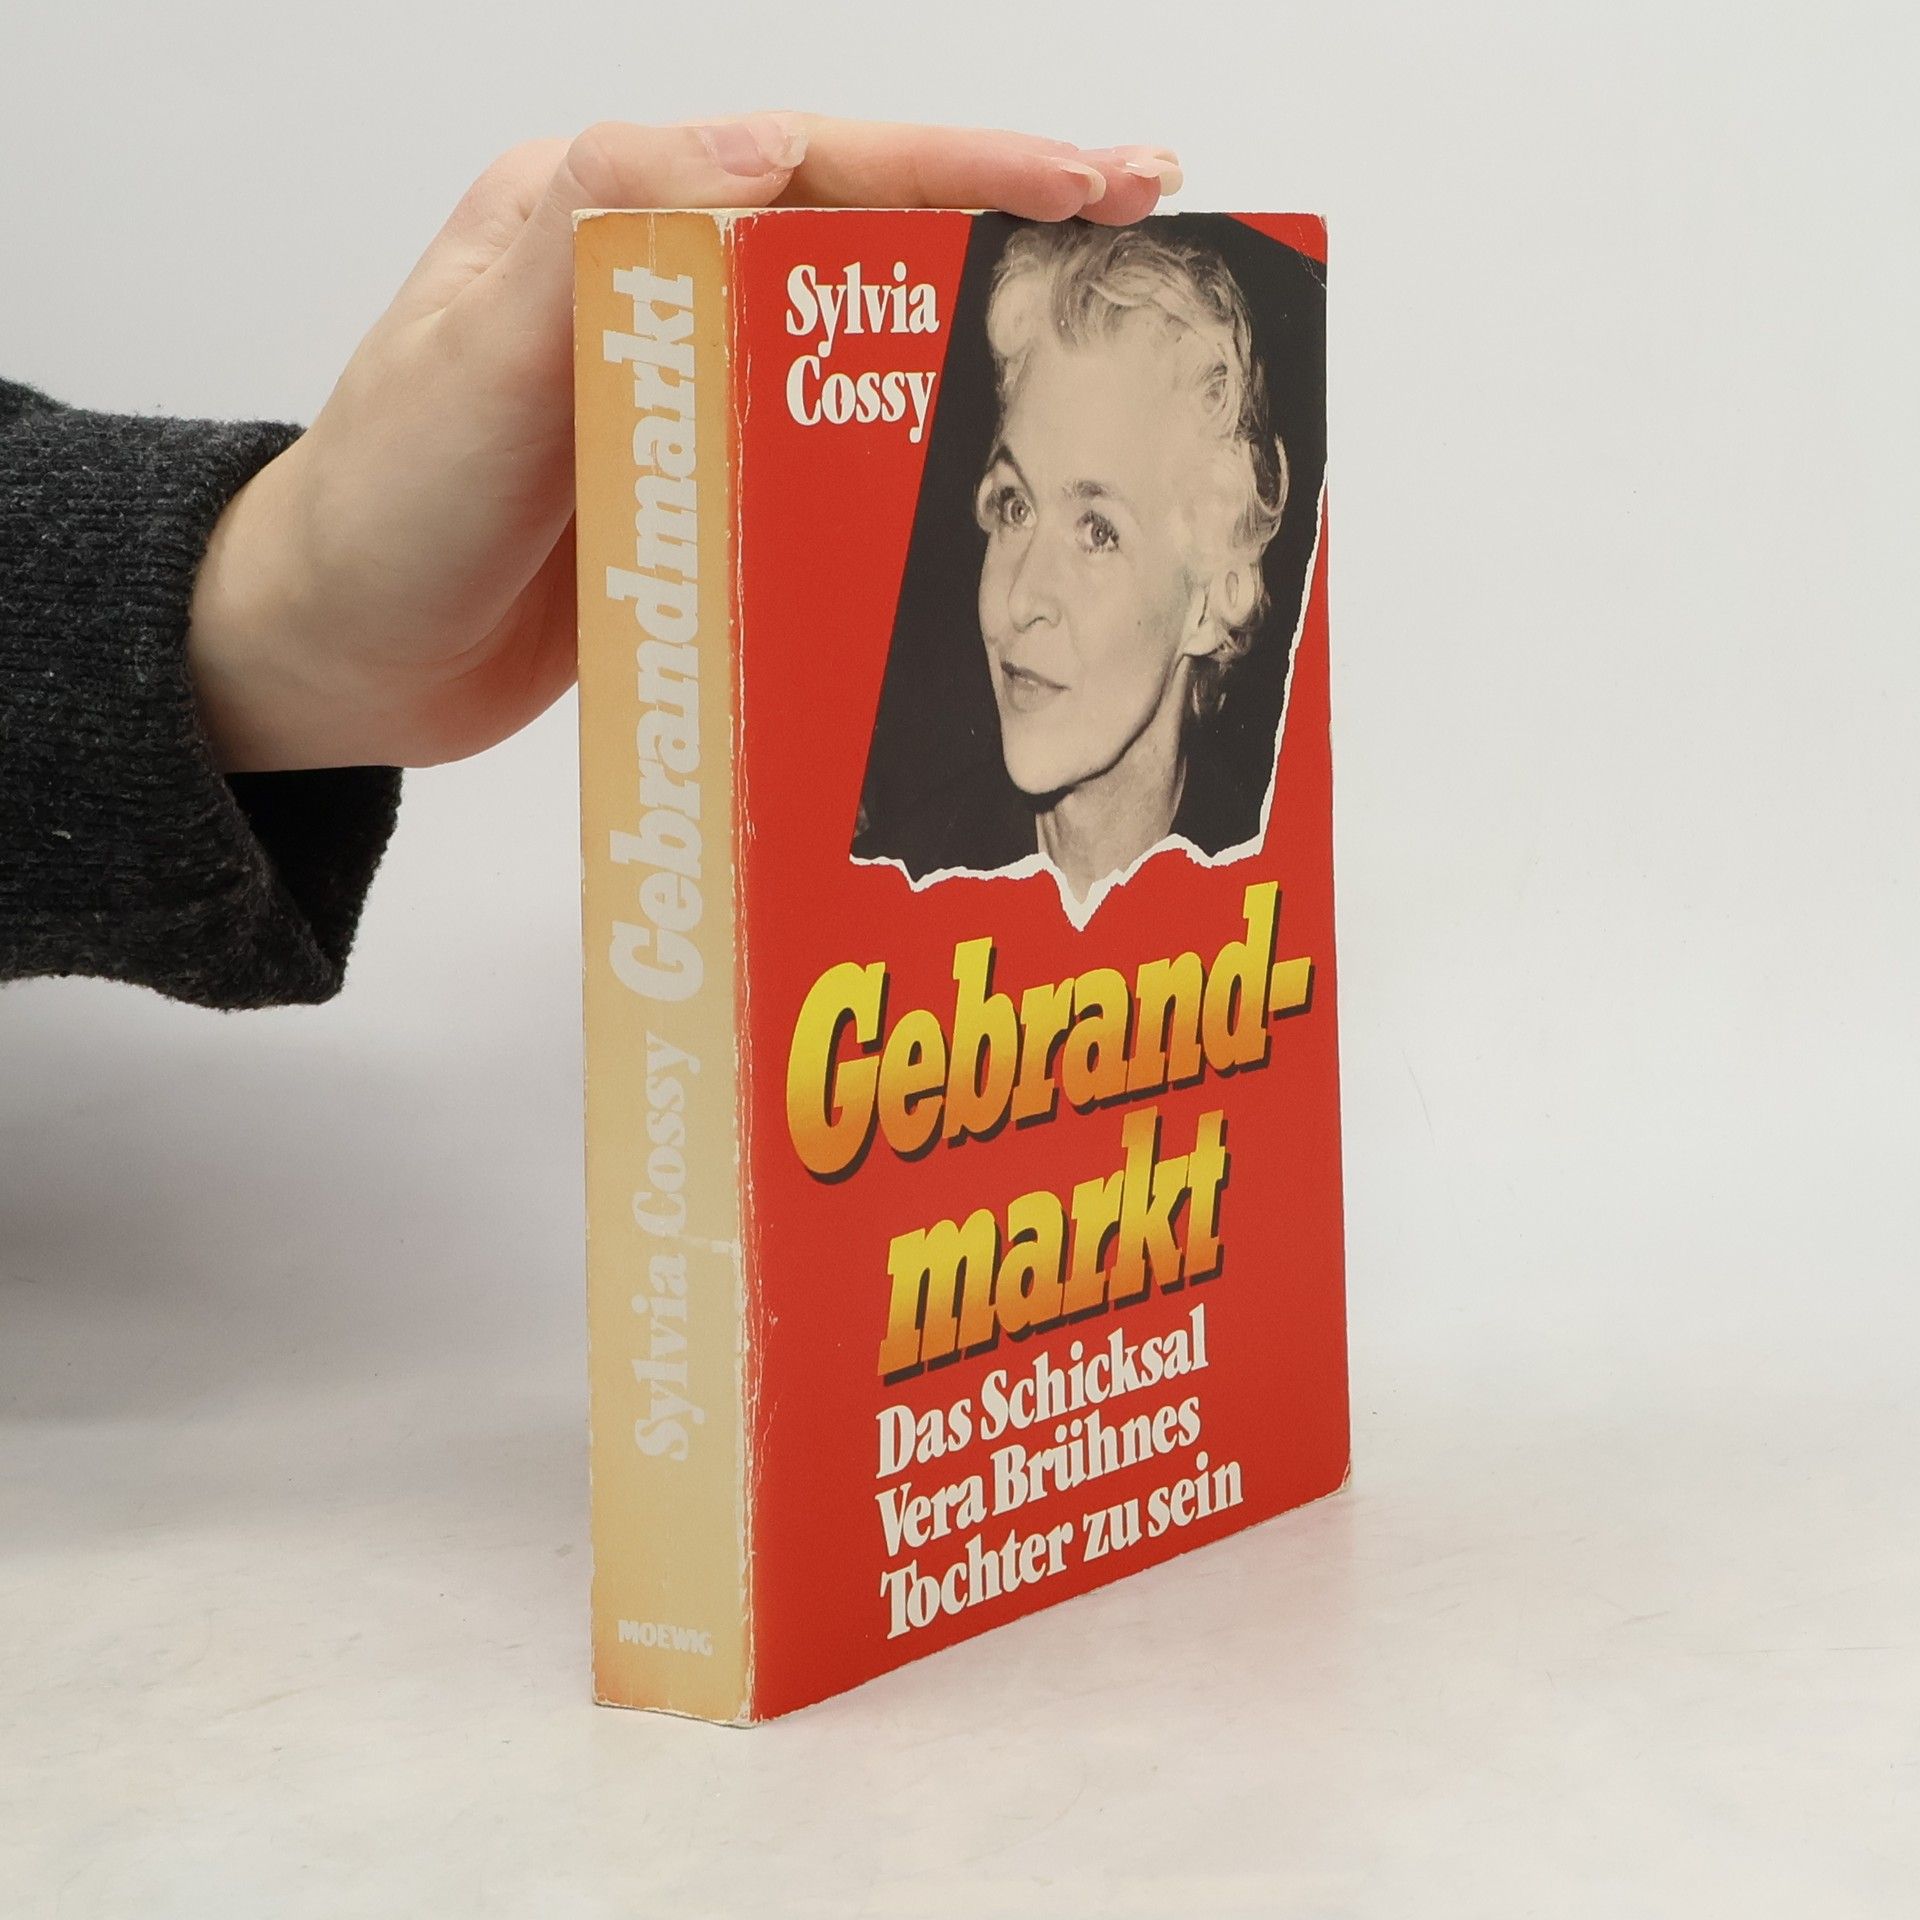 Sylvia Cossy Gebrandmarkt
MOEWIG
Sylvia
Cossy
Gebrand-
markt
Das Schicksal
Vera Brühnes
Tochter zu sein